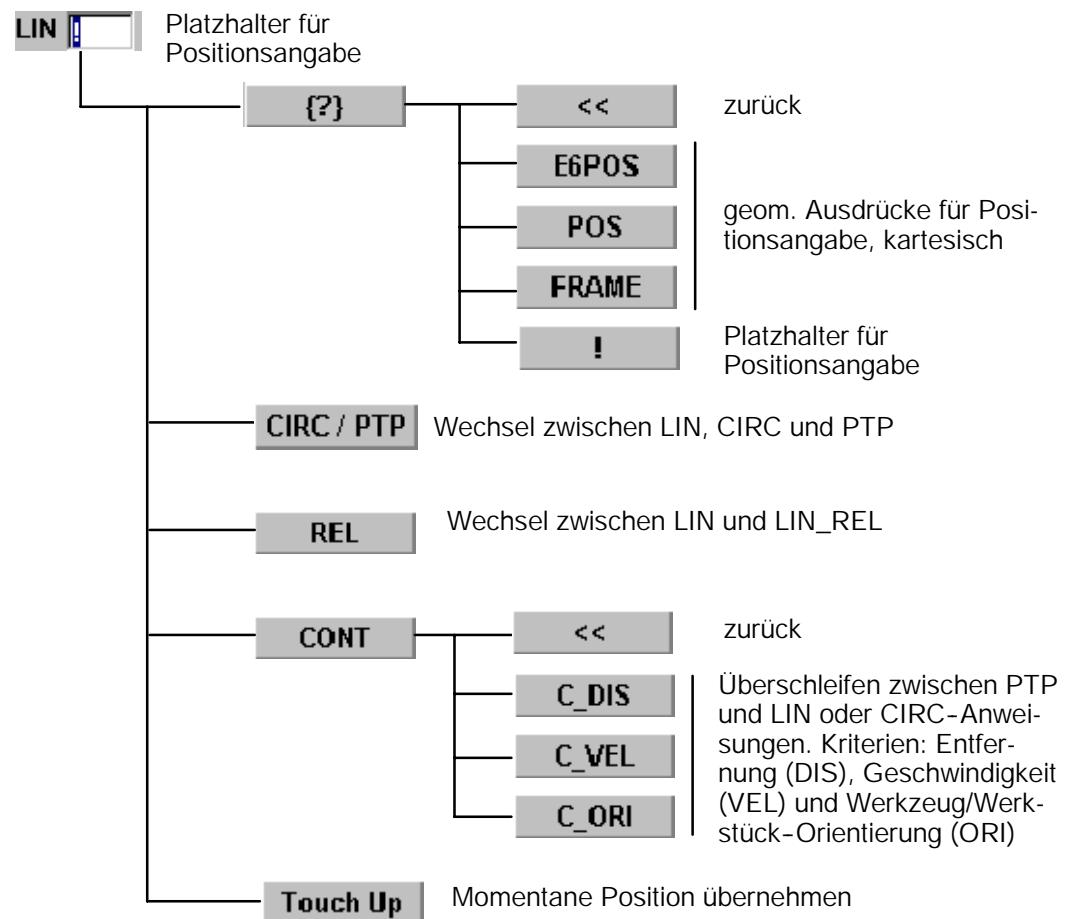 LIN ! Platzhalter für
Positionsangabe
{?}
<< zurück
E6POS
POS
FRAME
geom. Ausdrücke für Posi-
tionsangabe, kartesisch
! Platzhalter für
Positionsangabe
CIRC / PTP Wechsel zwischen LIN, CIRC und PTP
REL Wechsel zwischen LIN und LIN_REL
CONT
<< zurück
C_DIS
C_VEL
C_ORI
Überschleifen zwischen PTP
und LIN oder CIRC-Anwei-
sungen. Kriterien: Entfer-
nung (DIS), Geschwindigkeit
(VEL) und Werkzeug/Werk-
stück-Orientierung (ORI)
Touch Up Momentane Position übernehmen